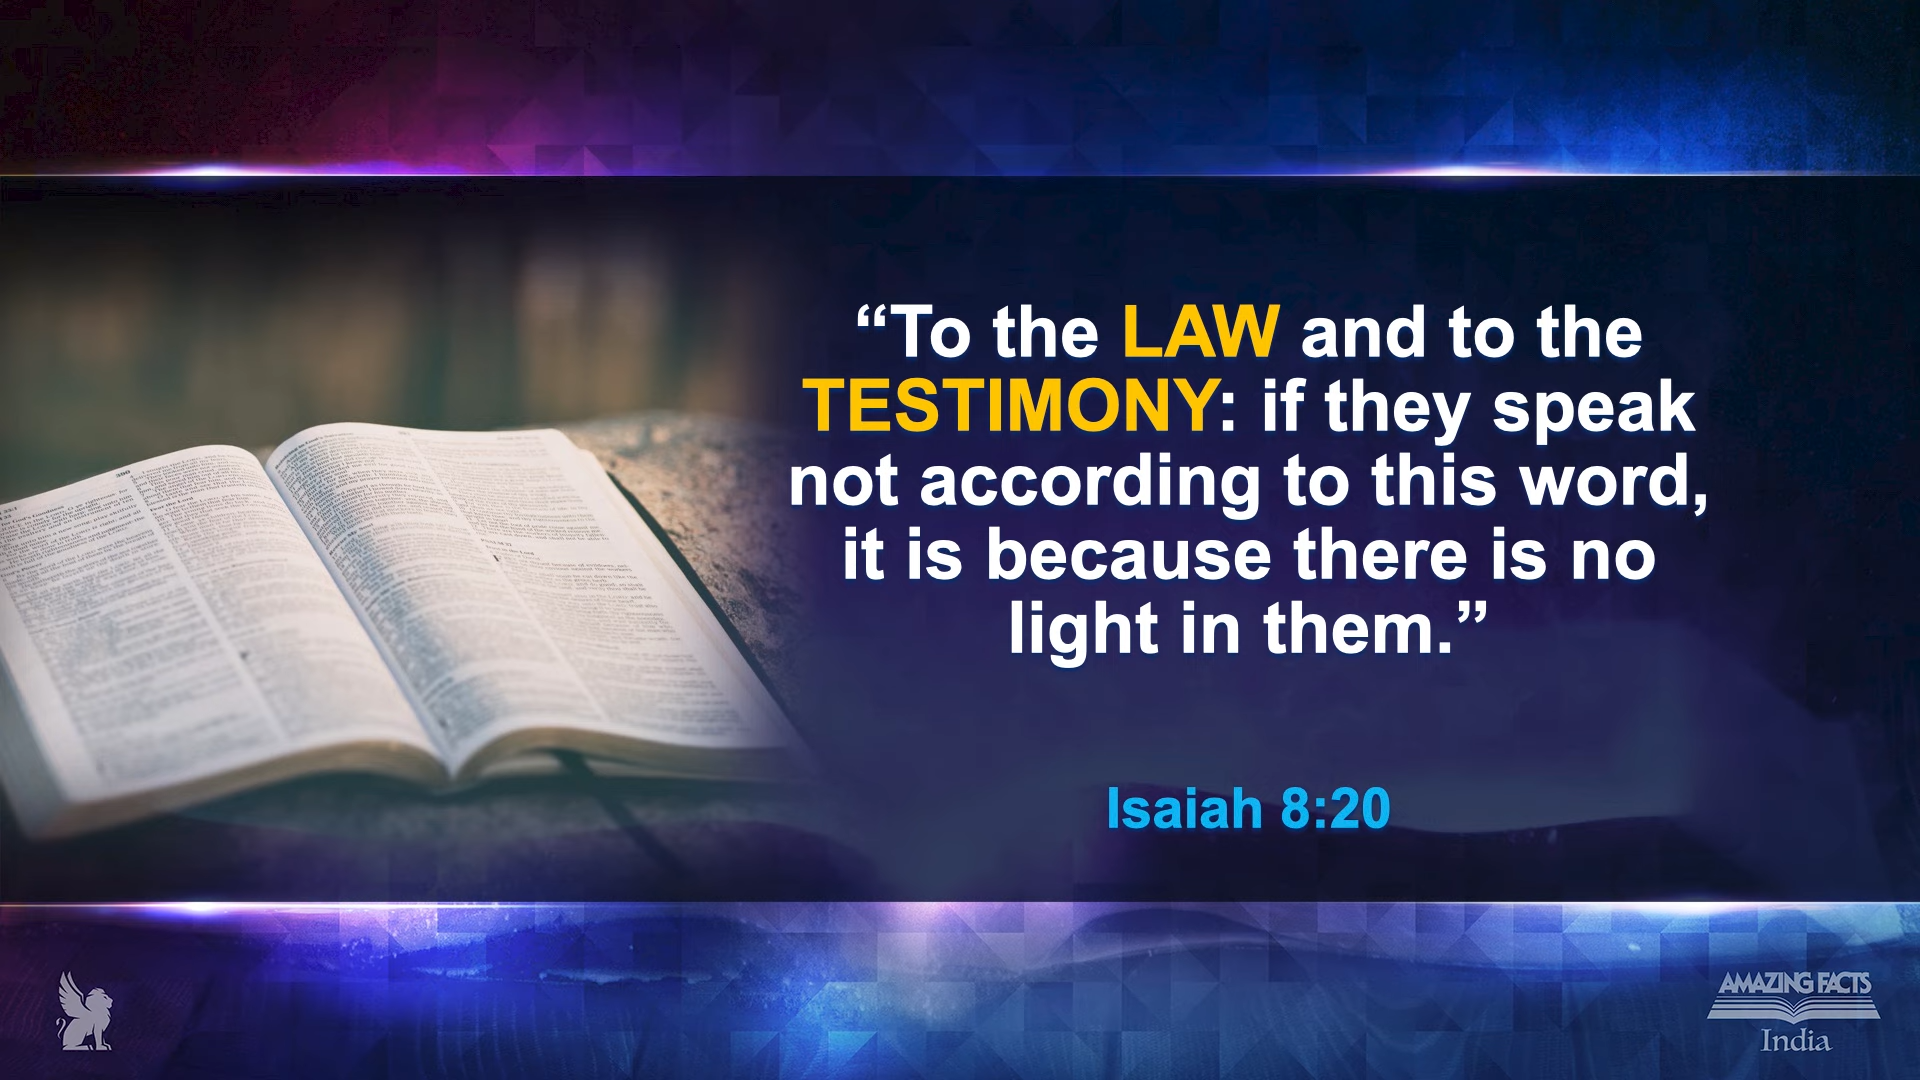 “To the LAW and to the
TESTIMONY: if they speak
not according to this word,
it is because there is no
light in them.”
Isaiah 8:20
AMAZING FACTS
India